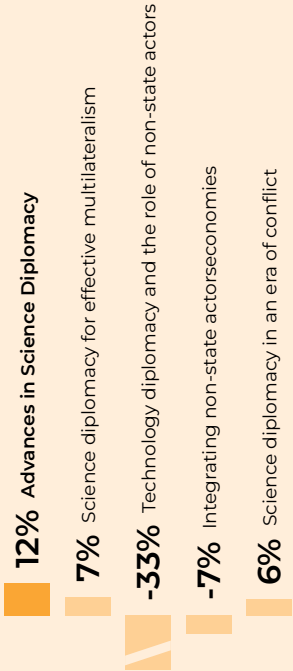 12% Advances in Science Diplomacy
7% Science diplomacy for effective multilateralism
-33% Technology diplomacy and the role of non-state actors
-7% Integrating non-state actorseconomies
6% Science diplomacy in an era of conflict